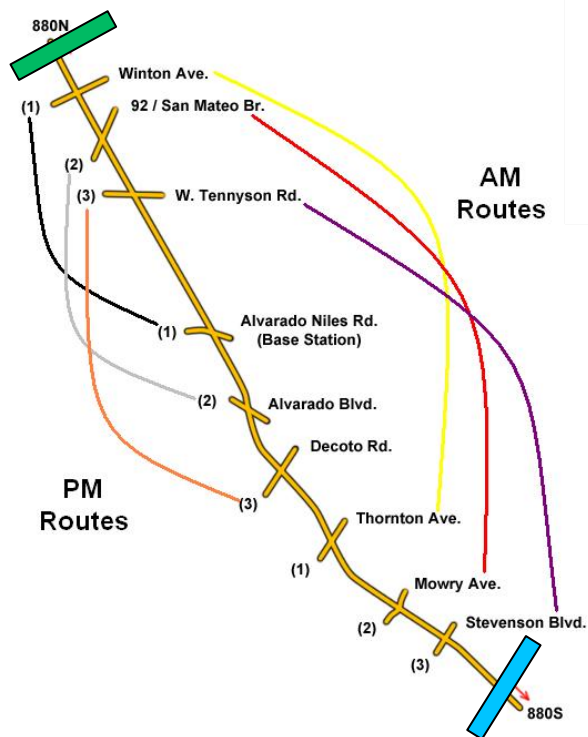 880N
Winton Ave.
(1)
92 / San Mateo Br.
(2)
(3)
W. Tennyson Rd.
AM
Routes
(1)
Alvarado Niles Rd.
(Base Station)
(2)
Alvarado Blvd.
Decoto Rd.
PM
Routes
(3)
Thornton Ave.
(1)
Mowry Ave.
(2)
Stevenson Blvd.
(3)
880S